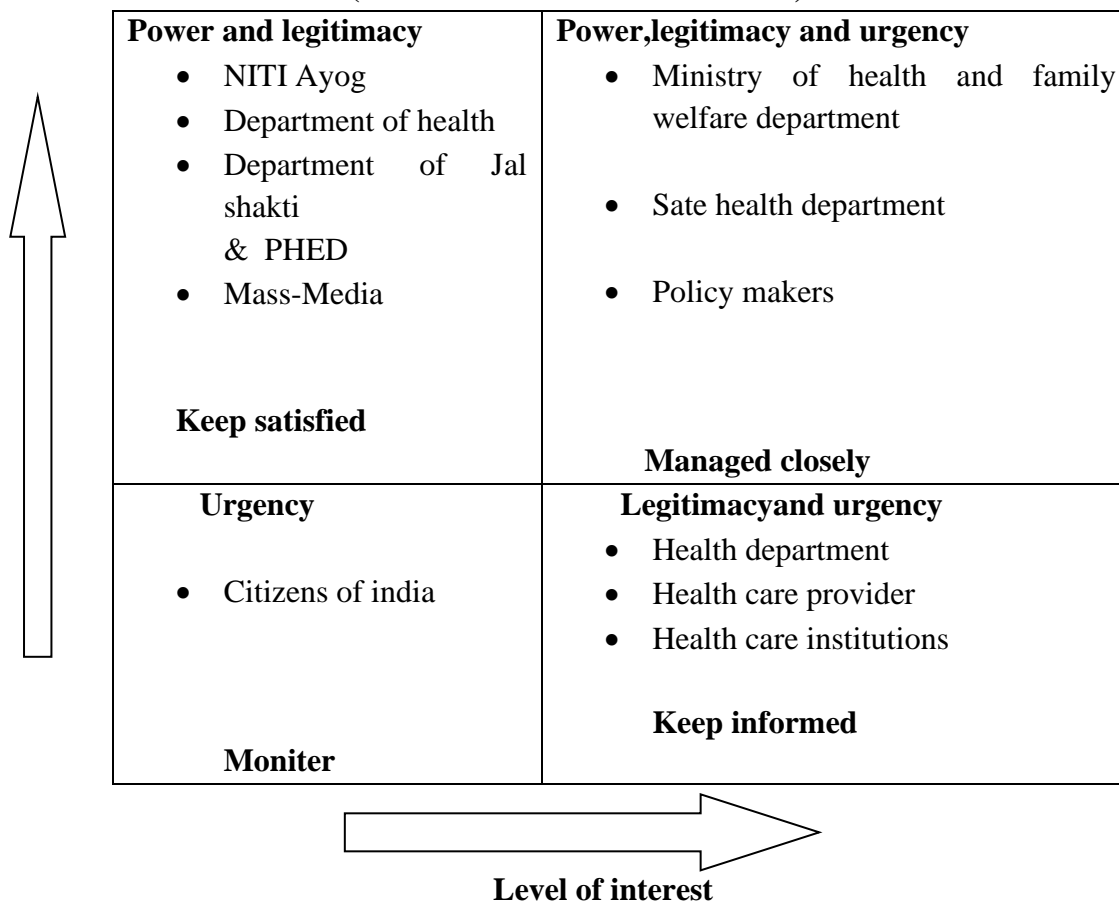 Power and legitimacy
• NITI Ayog
• Department of health
• Department of Jal
shakti
& PHED
• Mass-Media
Keep satisfied
Power,legitimacy and urgency
• Ministry of health and family
welfare department
• Sate health department
• Policy makers
Managed closely
Urgency
• Citizens of india
Moniter
Legitimacyand urgency
• Health department
• Health care provider
• Health care institutions
Keep informed
Level of interest